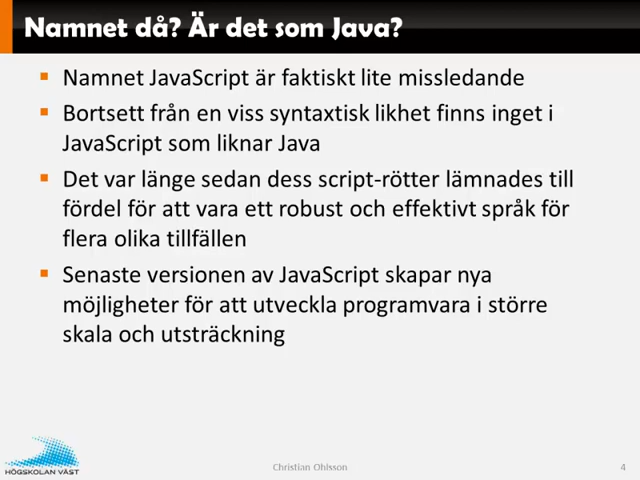 Namnet då? Är det som Java?
Namnet JavaScript är faktiskt lite missledande
Bortsett från en viss syntaxtisk likhet finns inget i
JavaScript som liknar Java
Det var länge sedan dess script-rötter lämnades till
fördel för att vara ett robust och effektivt språk för
flera olika tillfällen
Senaste versionen av JavaScript skapar nya
möjligheter för att utveckla programvara i större
skala och utsträckning
HÖGSKOLAN VÄST
Christian Ohlsson
4